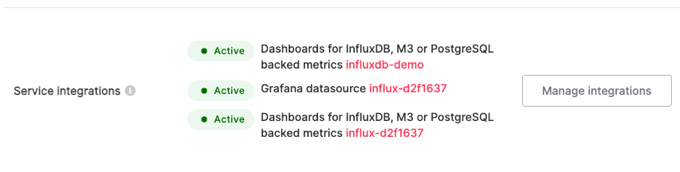 Active
Dashboards for InfluxDB, M3 or PostgreSQL
backed metrics influxdb-demo
Service integrations
Active
Grafana datasource influx-d2f1637
Manage integrations
Active
Dashboards for InfluxDB, M3 or PostgreSQL
backed metrics influx-d2f1637